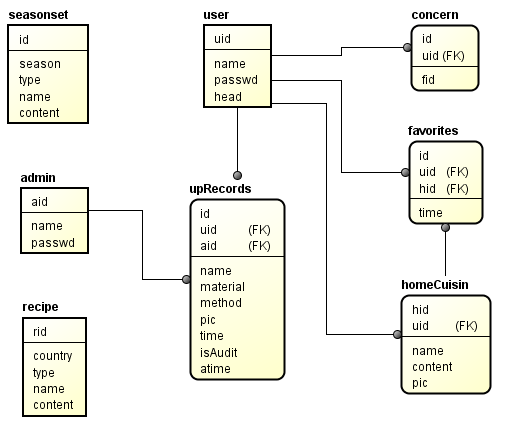 seasonset
id
season
type
name
content
user
uid
name
passwd
head
concern
id
uid (FK)
fid
favorites
id
uid (FK)
hid (FK)
time
admin
aid
name
passwd
upRecords
id
uid (FK)
aid (FK)
name
material
method
pic
time
isAudit
atime
homeCuisin
hid
uid (FK)
name
content
pic
recipe
rid
country
type
name
content